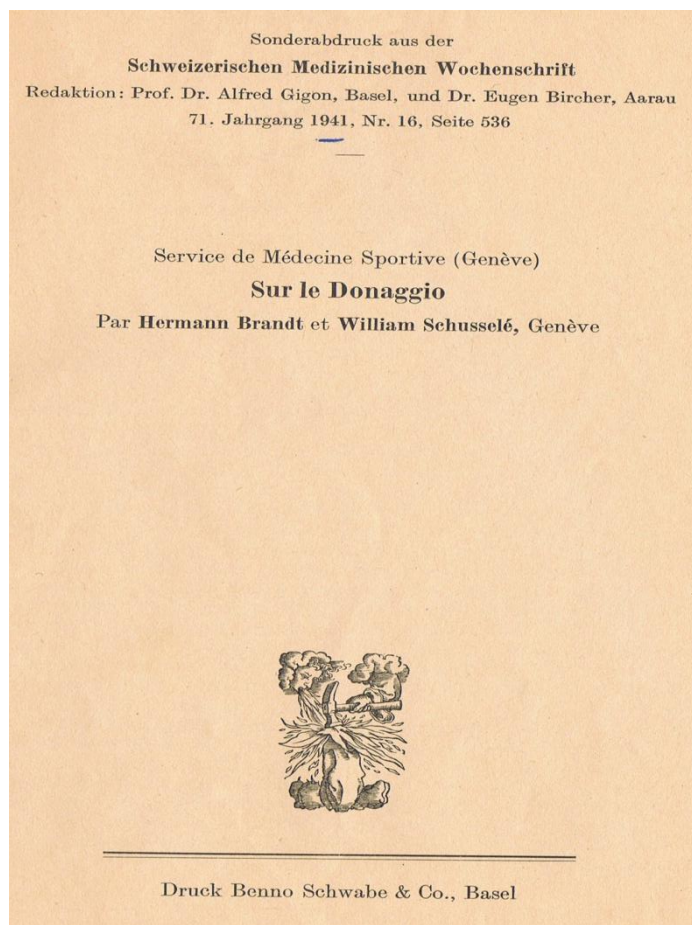 Sonderabdruck aus der
Schweizerischen Medizinischen Wochenschrift
Redaktion: Prof. Dr. Alfred Gigon, Basel, und Dr. Eugen Bircher, Aarau
71. Jahrgang 1941, Nr. 16, Seite 536
Service de Médecine Sportive (Genève)
Sur le Donaggio
Par Hermann Brandt et William Schusselé, Genève
Druck Benno Schwabe & Co., Basel